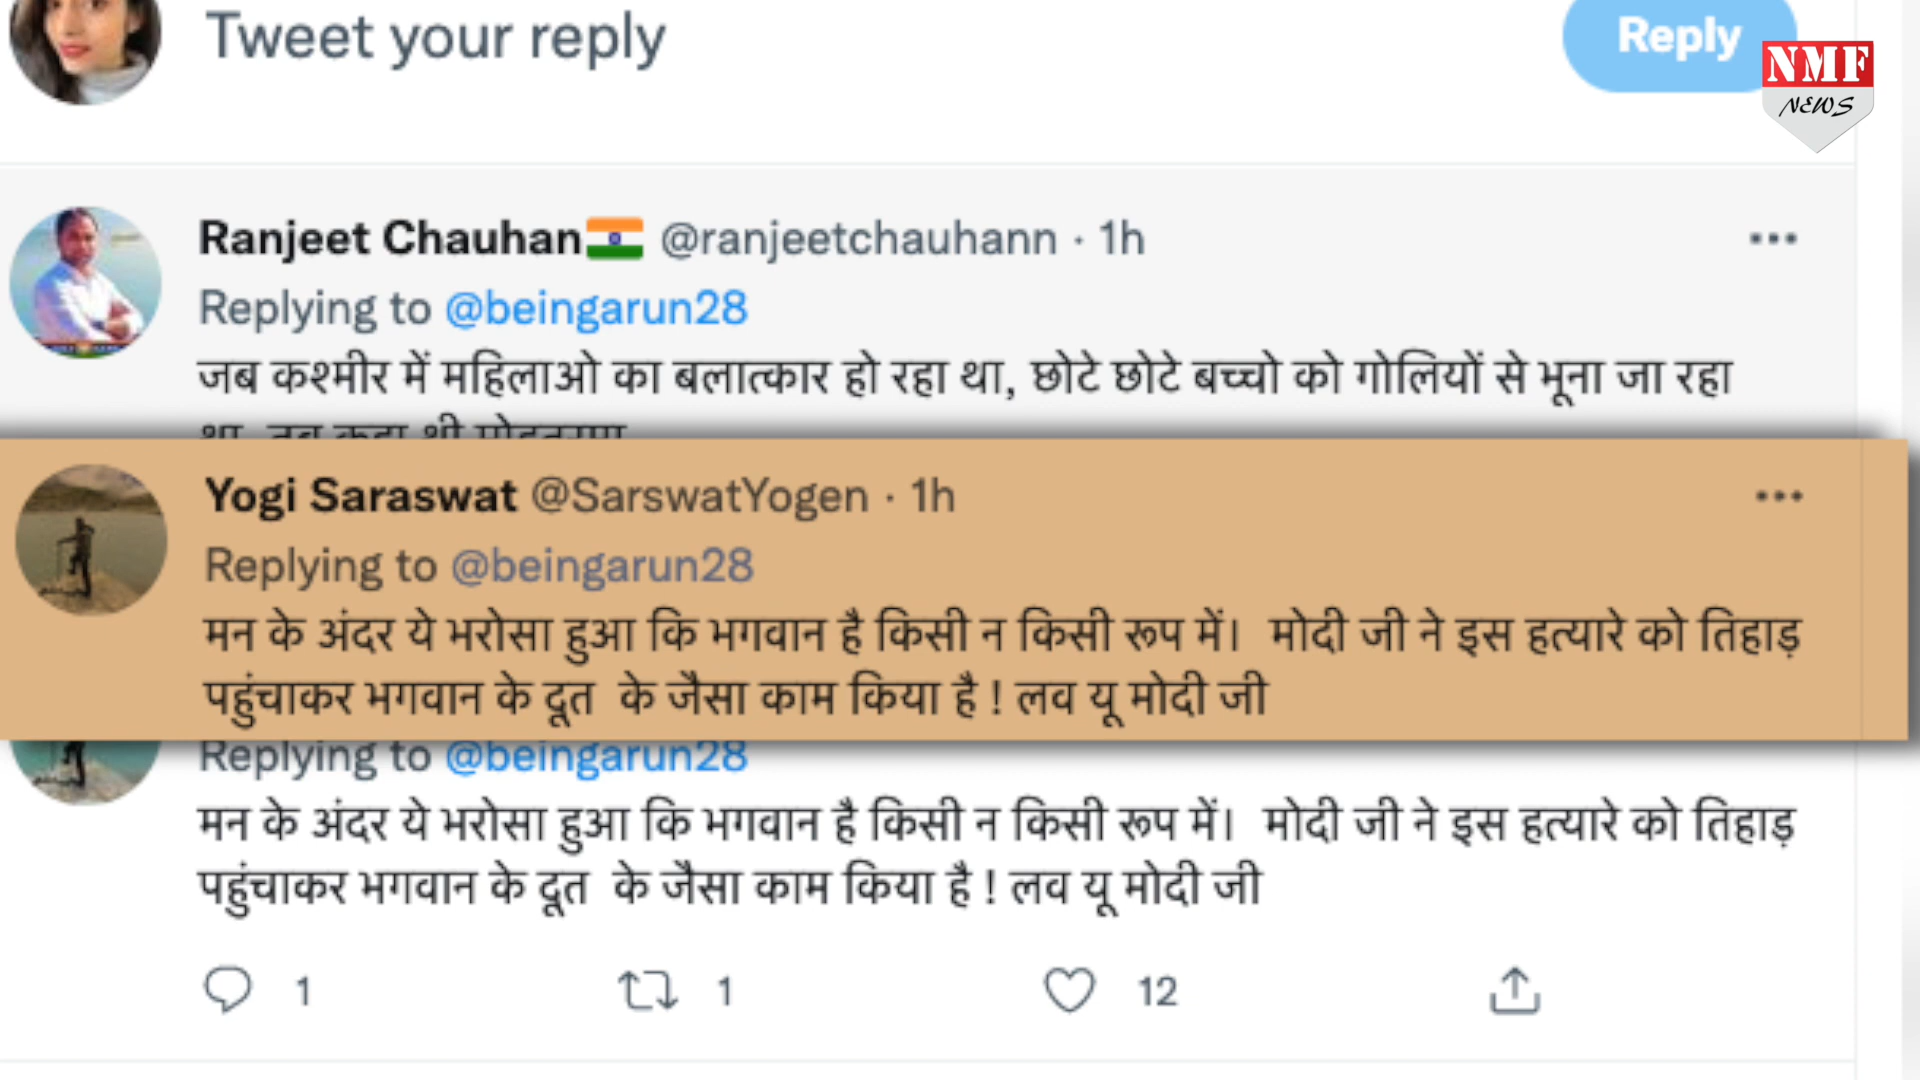 Tweet your reply
Reply
NMF
NEWS
Ranjeet Chauhan🇮🇳 @ranjeetchauhann · 1h
Replying to @beingarun28
जब कश्मीर में महिलाओ का बलात्कार हो रहा था, छोटे छोटे बच्चो को गोलियों से भूना जा रहा
Yogi Saraswat @SarswatYogen · 1h
Replying to @beingarun28
मन के अंदर ये भरोसा हुआ कि भगवान है किसी न किसी रूप में। मोदी जी ने इस हत्यारे को तिहाड़
पहुंचाकर भगवान के दूत के जैसा काम किया है ! लव यू मोदी जी
Replying to @beingarun28
मन के अंदर ये भरोसा हुआ कि भगवान है किसी न किसी रूप में। मोदी जी ने इस हत्यारे को तिहाड़
पहुंचाकर भगवान के दूत के जैसा काम किया है ! लव यू मोदी जी
1 1 12